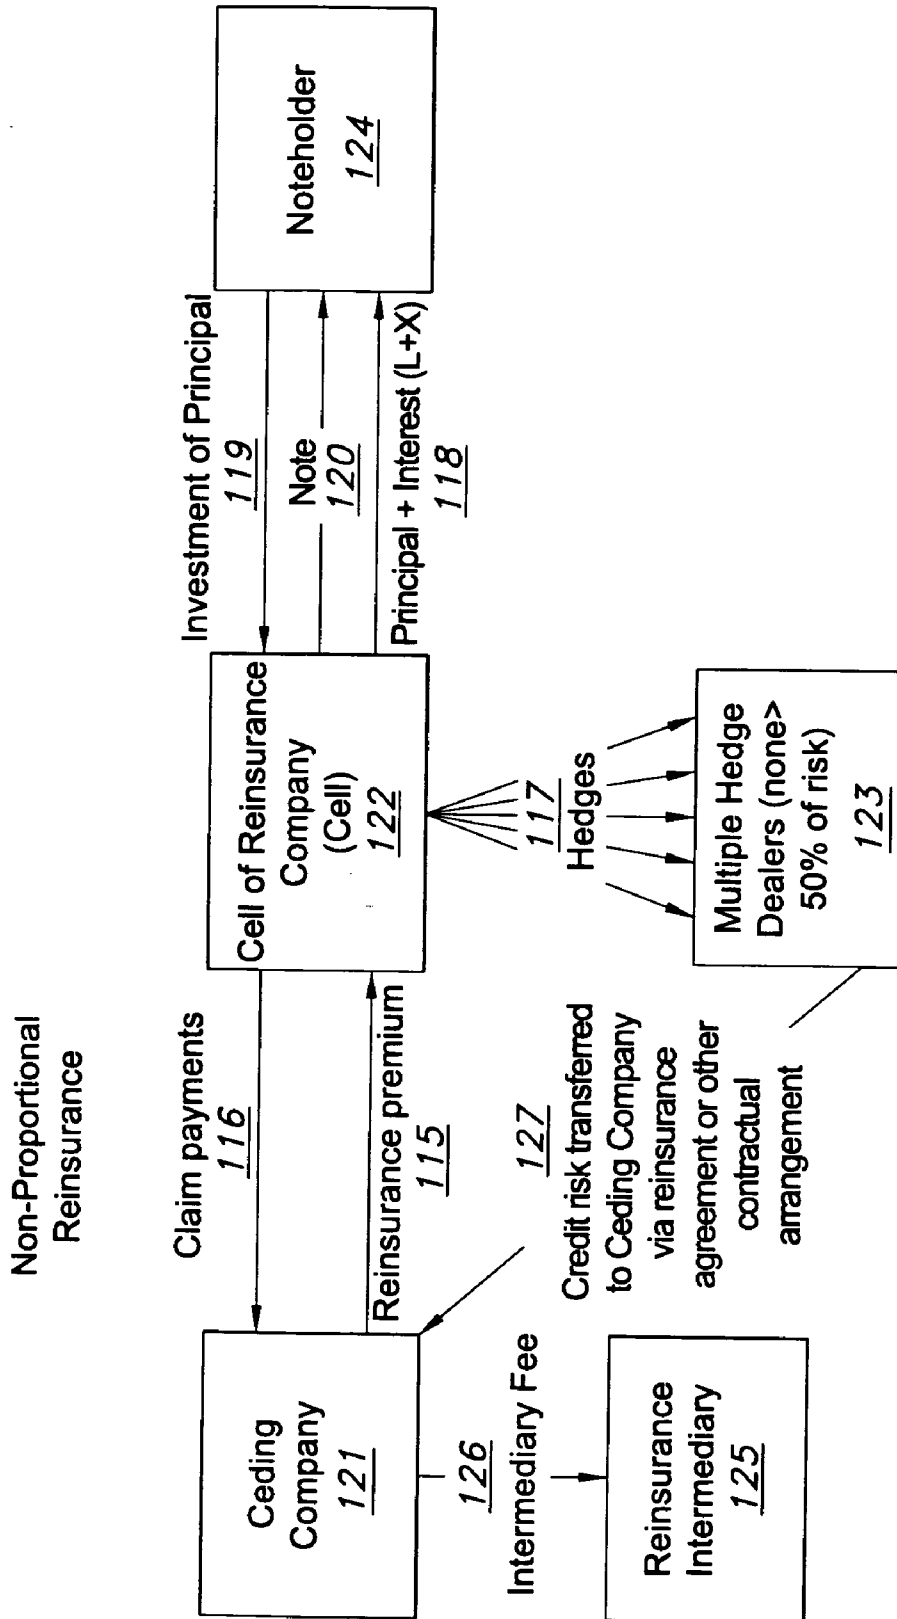 Non-Proportional
Reinsurance
Ceding
Company
121
Claim payments
116
Reinsurance premium
115
Cell of Reinsurance
Company
(Cell)
122
Investment of Principal
119
Note
120
Principal + Interest (L+X)
118
Noteholder
124
126
Intermediary Fee
Reinsurance
Intermediary
125
127
Credit risk transferred
to Ceding Company
via reinsurance
agreement or other
contractual
arrangement
117
Hedges
Multiple Hedge
Dealers (none>
50% of risk)
123